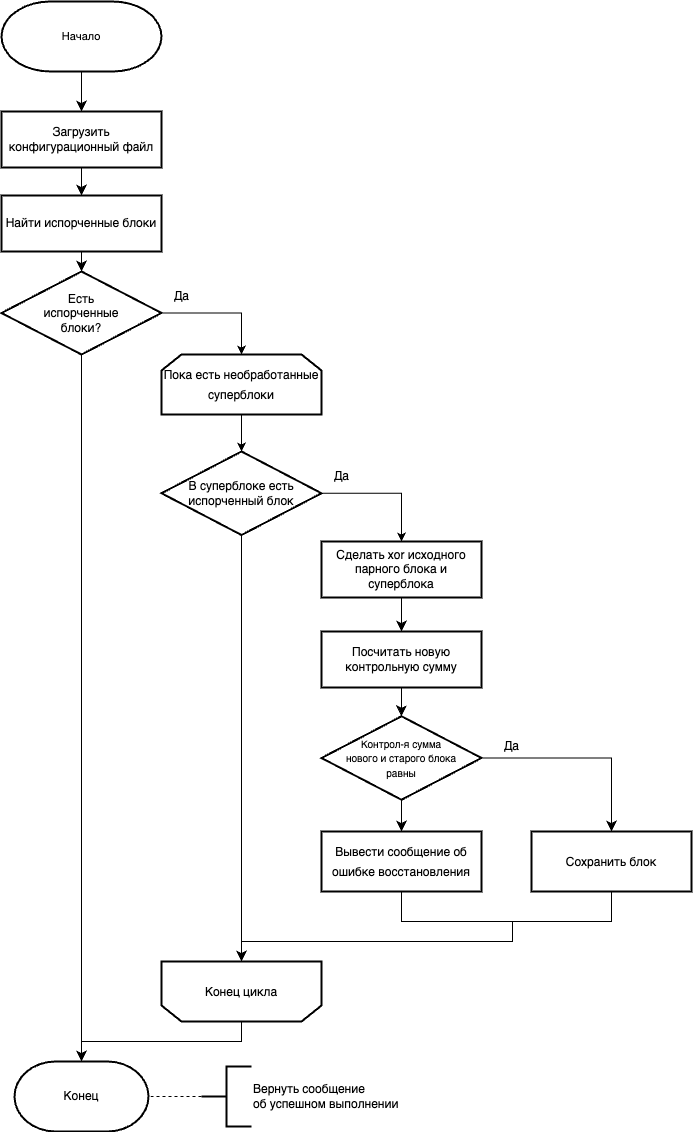 Начало
Загрузить
конфигурационный файл
Найти испорченные блоки
Есть
испорченные
блоки?
Да
Пока есть необработанные
суперблоки
В суперблоке есть
испорченный блок
Да
Сделать xor исходного
парного блока и
суперблока
Посчитать новую
контрольную сумму
Контрол-я сумма
нового и старого блока
равны
Да
Вывести сообщение об
ошибке восстановления
Сохранить блок
Конец цикла
Конец
Вернуть сообщение
об успешном выполнении